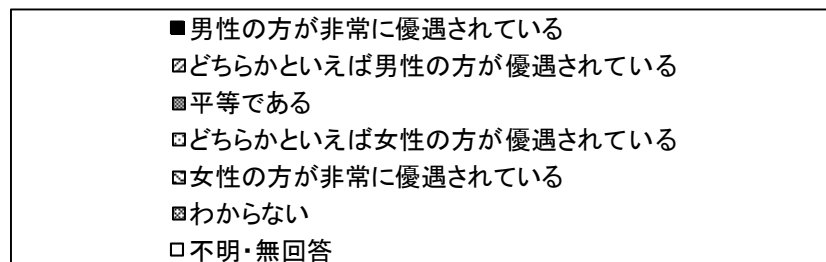 男性の方が非常に優遇されている
どちらかといえば男性の方が優遇されている
平等である
どちらかといえば女性の方が優遇されている
女性の方が非常に優遇されている
わからない
不明・無回答